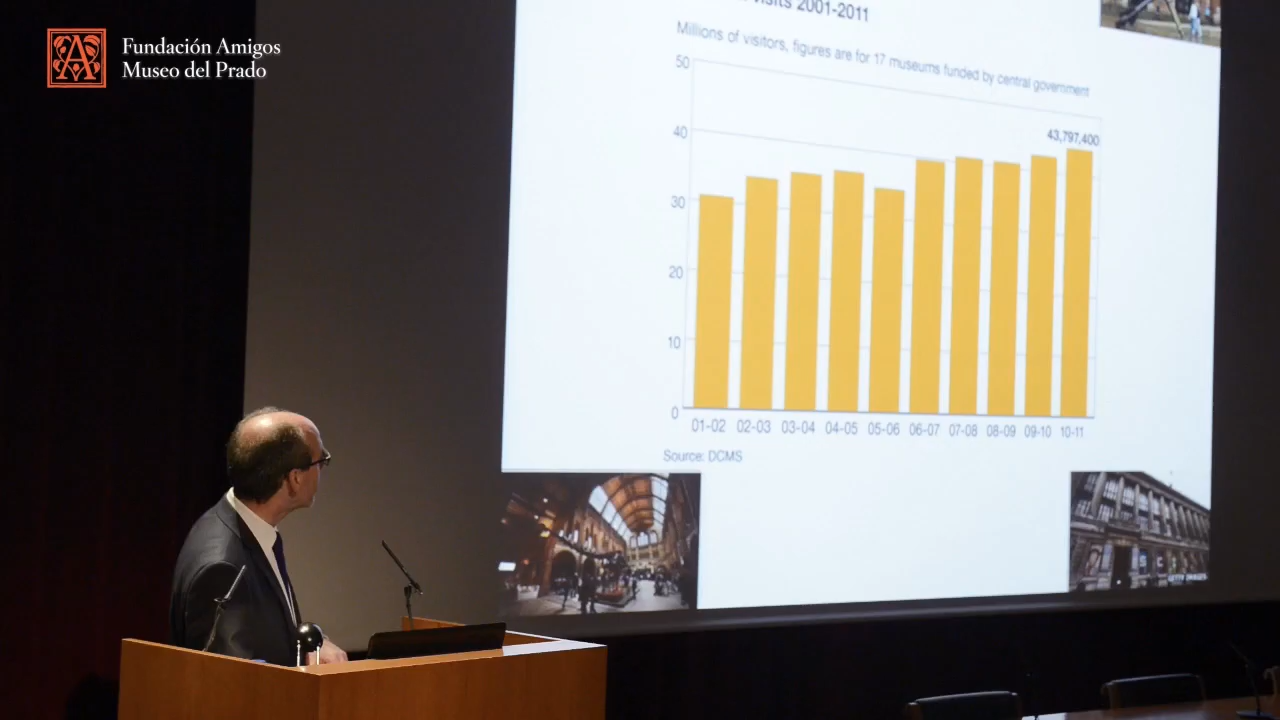 Fundación Amigos
Museo del Prado
visits 2001-2011
Millions of visitors, figures are for 17 museums funded by central government
50
40
30
20
10
0
43,797,400
01-02 02-03 03-04 04-05 05-06 06-07 07-08 08-09 09-10 10-11
Source: DCMS
GETTY IMAGES